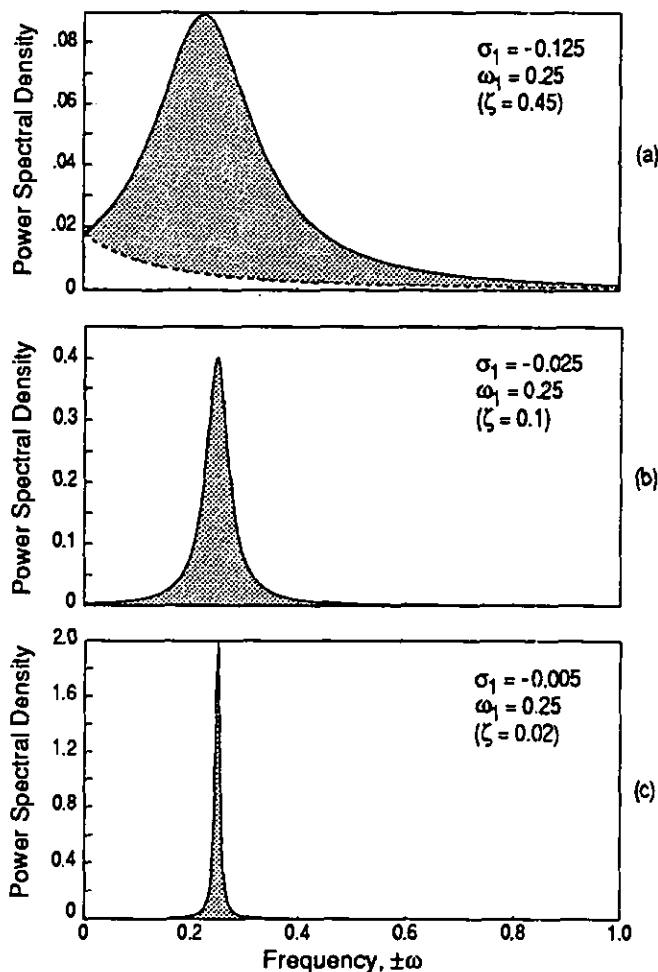 Power Spectral Density
.08
.06
.04
.02
0
σ1 = -0.125
ω1 = 0.25
(ζ = 0.45)
(a)
Power Spectral Density
0.4
0.3
0.2
0.1
0
σ1 = -0.025
ω1 = 0.25
(ζ = 0.1)
(b)
Power Spectral Density
2.0
1.6
1.2
0.8
0.4
0
σ1 = -0.005
ω1 = 0.25
(ζ = 0.02)
(c)
0 0.2 0.4 0.6 0.8 1.0
Frequency, ±ω